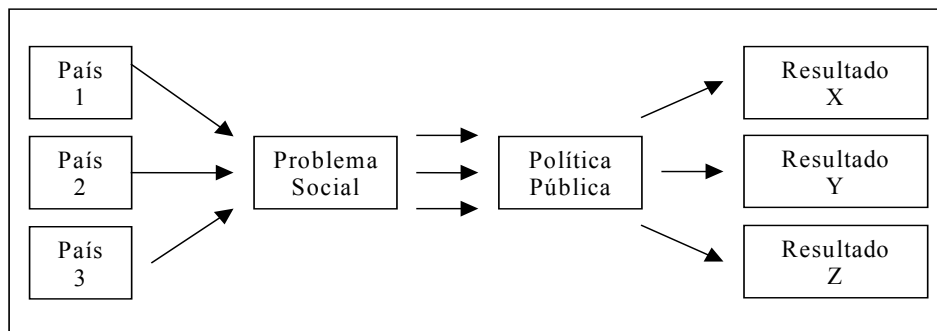 País
1
País
2
País
3
Problema
Social
Política
Pública
Resultado
X
Resultado
Y
Resultado
Z